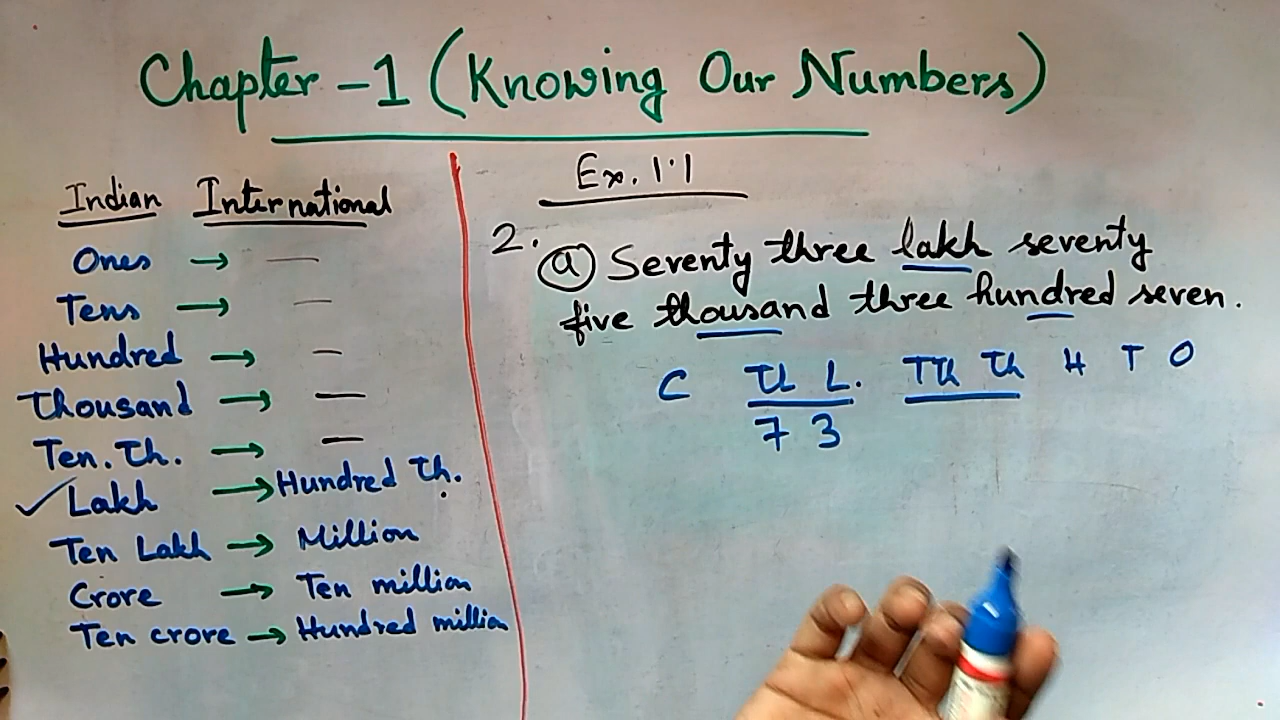 Chapter -1 (Knowing Our Numbers)
Indian International
Ones → —
Tens → —
Hundred → —
Thousand → —
Ten. Th. → —
✓ Lakh → Hundred Th.
Ten Lakh → Million
Crore → Ten million
Ten crore → Hundred million
Ex. 1.1
2. (a) Seventy three lakh seventy
five thousand three hundred seven.
C TL L. TTh Th H T O
7 3